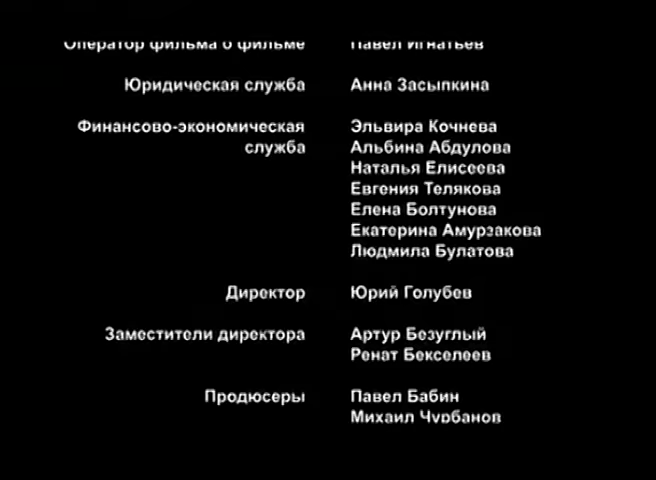 Оператор фильма о фильме Павел Игнатьев
Юридическая служба Анна Засыпкина
Финансово-экономическая Эльвира Кочнева
служба Альбина Абдулова
Наталья Елисеева
Евгения Телякова
Елена Болтунова
Екатерина Амурзакова
Людмила Булатова
Директор Юрий Голубев
Заместители директора Артур Безуглый
Ренат Бекселеев
Продюсеры Павел Бабин
Михаил Чурбанов